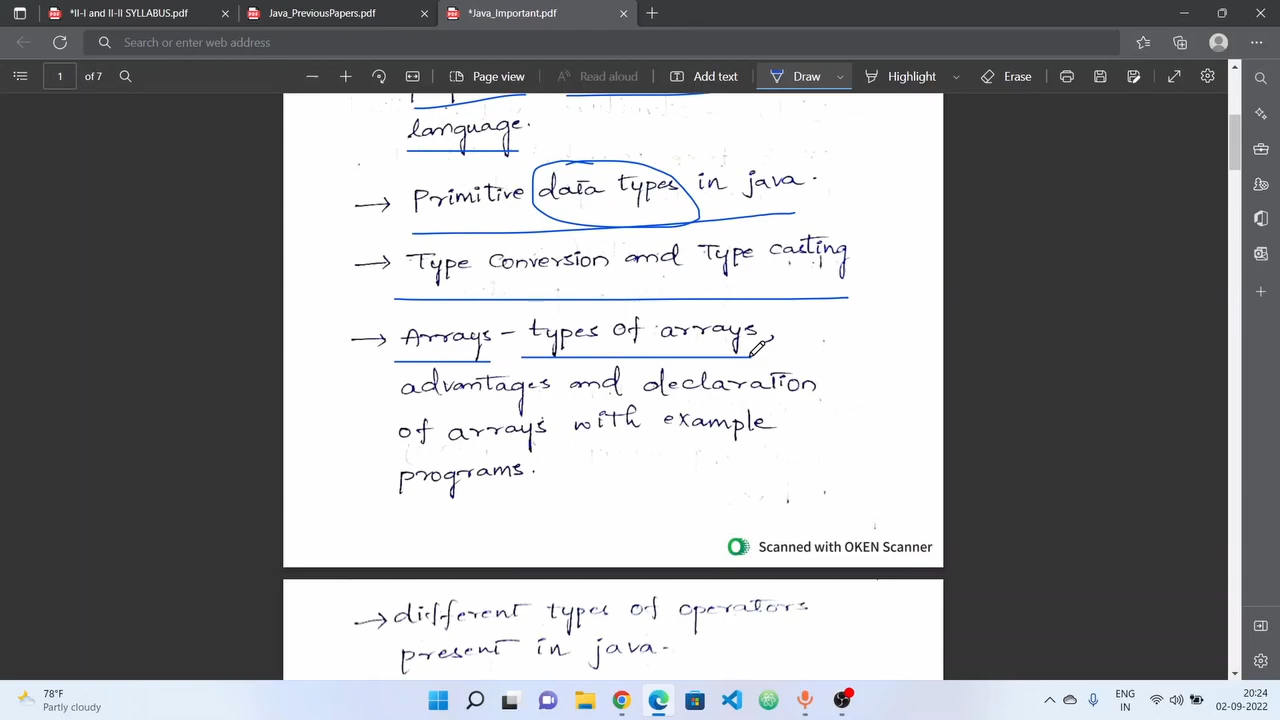 *II-I and II-II SYLLABUS.pdf
Java_PreviousPapers.pdf
*Java_Important.pdf
Search or enter web address
1 of 7
Page view
Read aloud
Add text
Draw
Highlight
Erase
language.
→ Primitive data types in java.
→ Type Conversion and Type casting
→ Arrays - types of arrays,
advantages and declaration
of arrays with example
programs.
Scanned with OKEN Scanner
→ different types of operators
present in java.
78°F
Partly cloudy
ENG
IN
20:24
02-09-2022